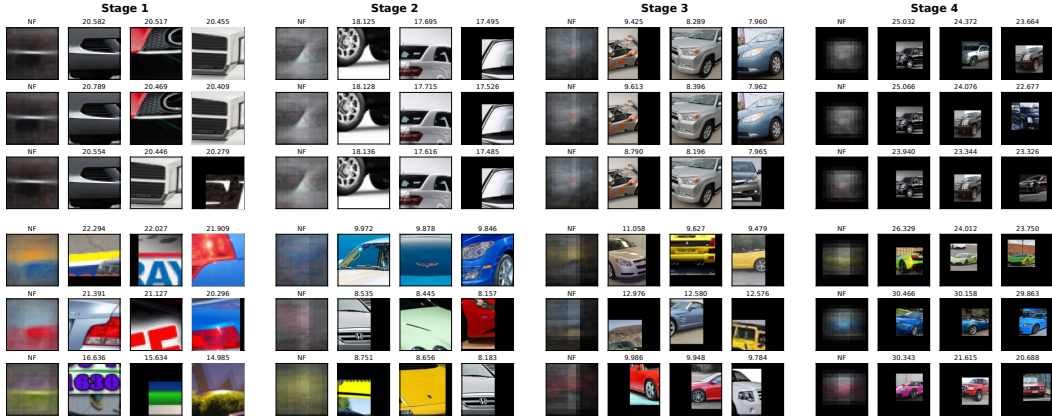 Stage 1 Stage 2 Stage 3 Stage 4
NF 20.582 20.517 20.455 NF 18.125 17.695 17.495 NF 9.425 8.289 7.960 NF 25.032 24.372 23.664
NF 20.789 20.469 20.409 NF 18.128 17.715 17.526 NF 9.613 8.396 7.962 NF 25.066 24.076 22.677
NF 20.554 20.446 20.279 NF 18.136 17.616 17.485 NF 8.790 8.196 7.965 NF 23.940 23.344 23.326
NF 22.294 22.027 21.909 NF 9.972 9.878 9.846 NF 11.058 9.627 9.479 NF 26.329 24.012 23.750
RAY
NF 21.391 21.127 20.296 NF 8.535 8.445 8.157 NF 12.976 12.580 12.576 NF 30.466 30.158 29.863
NF 16.636 15.634 14.985 NF 8.751 8.656 8.183 NF 9.986 9.948 9.784 NF 30.343 21.615 20.688
1630